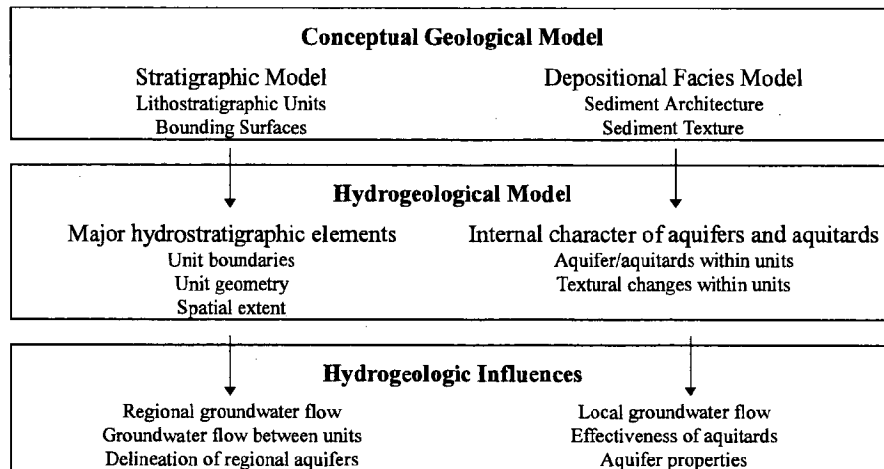 Conceptual Geological Model
Stratigraphic Model
Lithostratigraphic Units
Bounding Surfaces
Depositional Facies Model
Sediment Architecture
Sediment Texture
Hydrogeological Model
Major hydrostratigraphic elements
Unit boundaries
Unit geometry
Spatial extent
Internal character of aquifers and aquitards
Aquifer/aquitards within units
Textural changes within units
Hydrogeologic Influences
Regional groundwater flow
Groundwater flow between units
Delineation of regional aquifers
Local groundwater flow
Effectiveness of aquitards
Aquifer properties